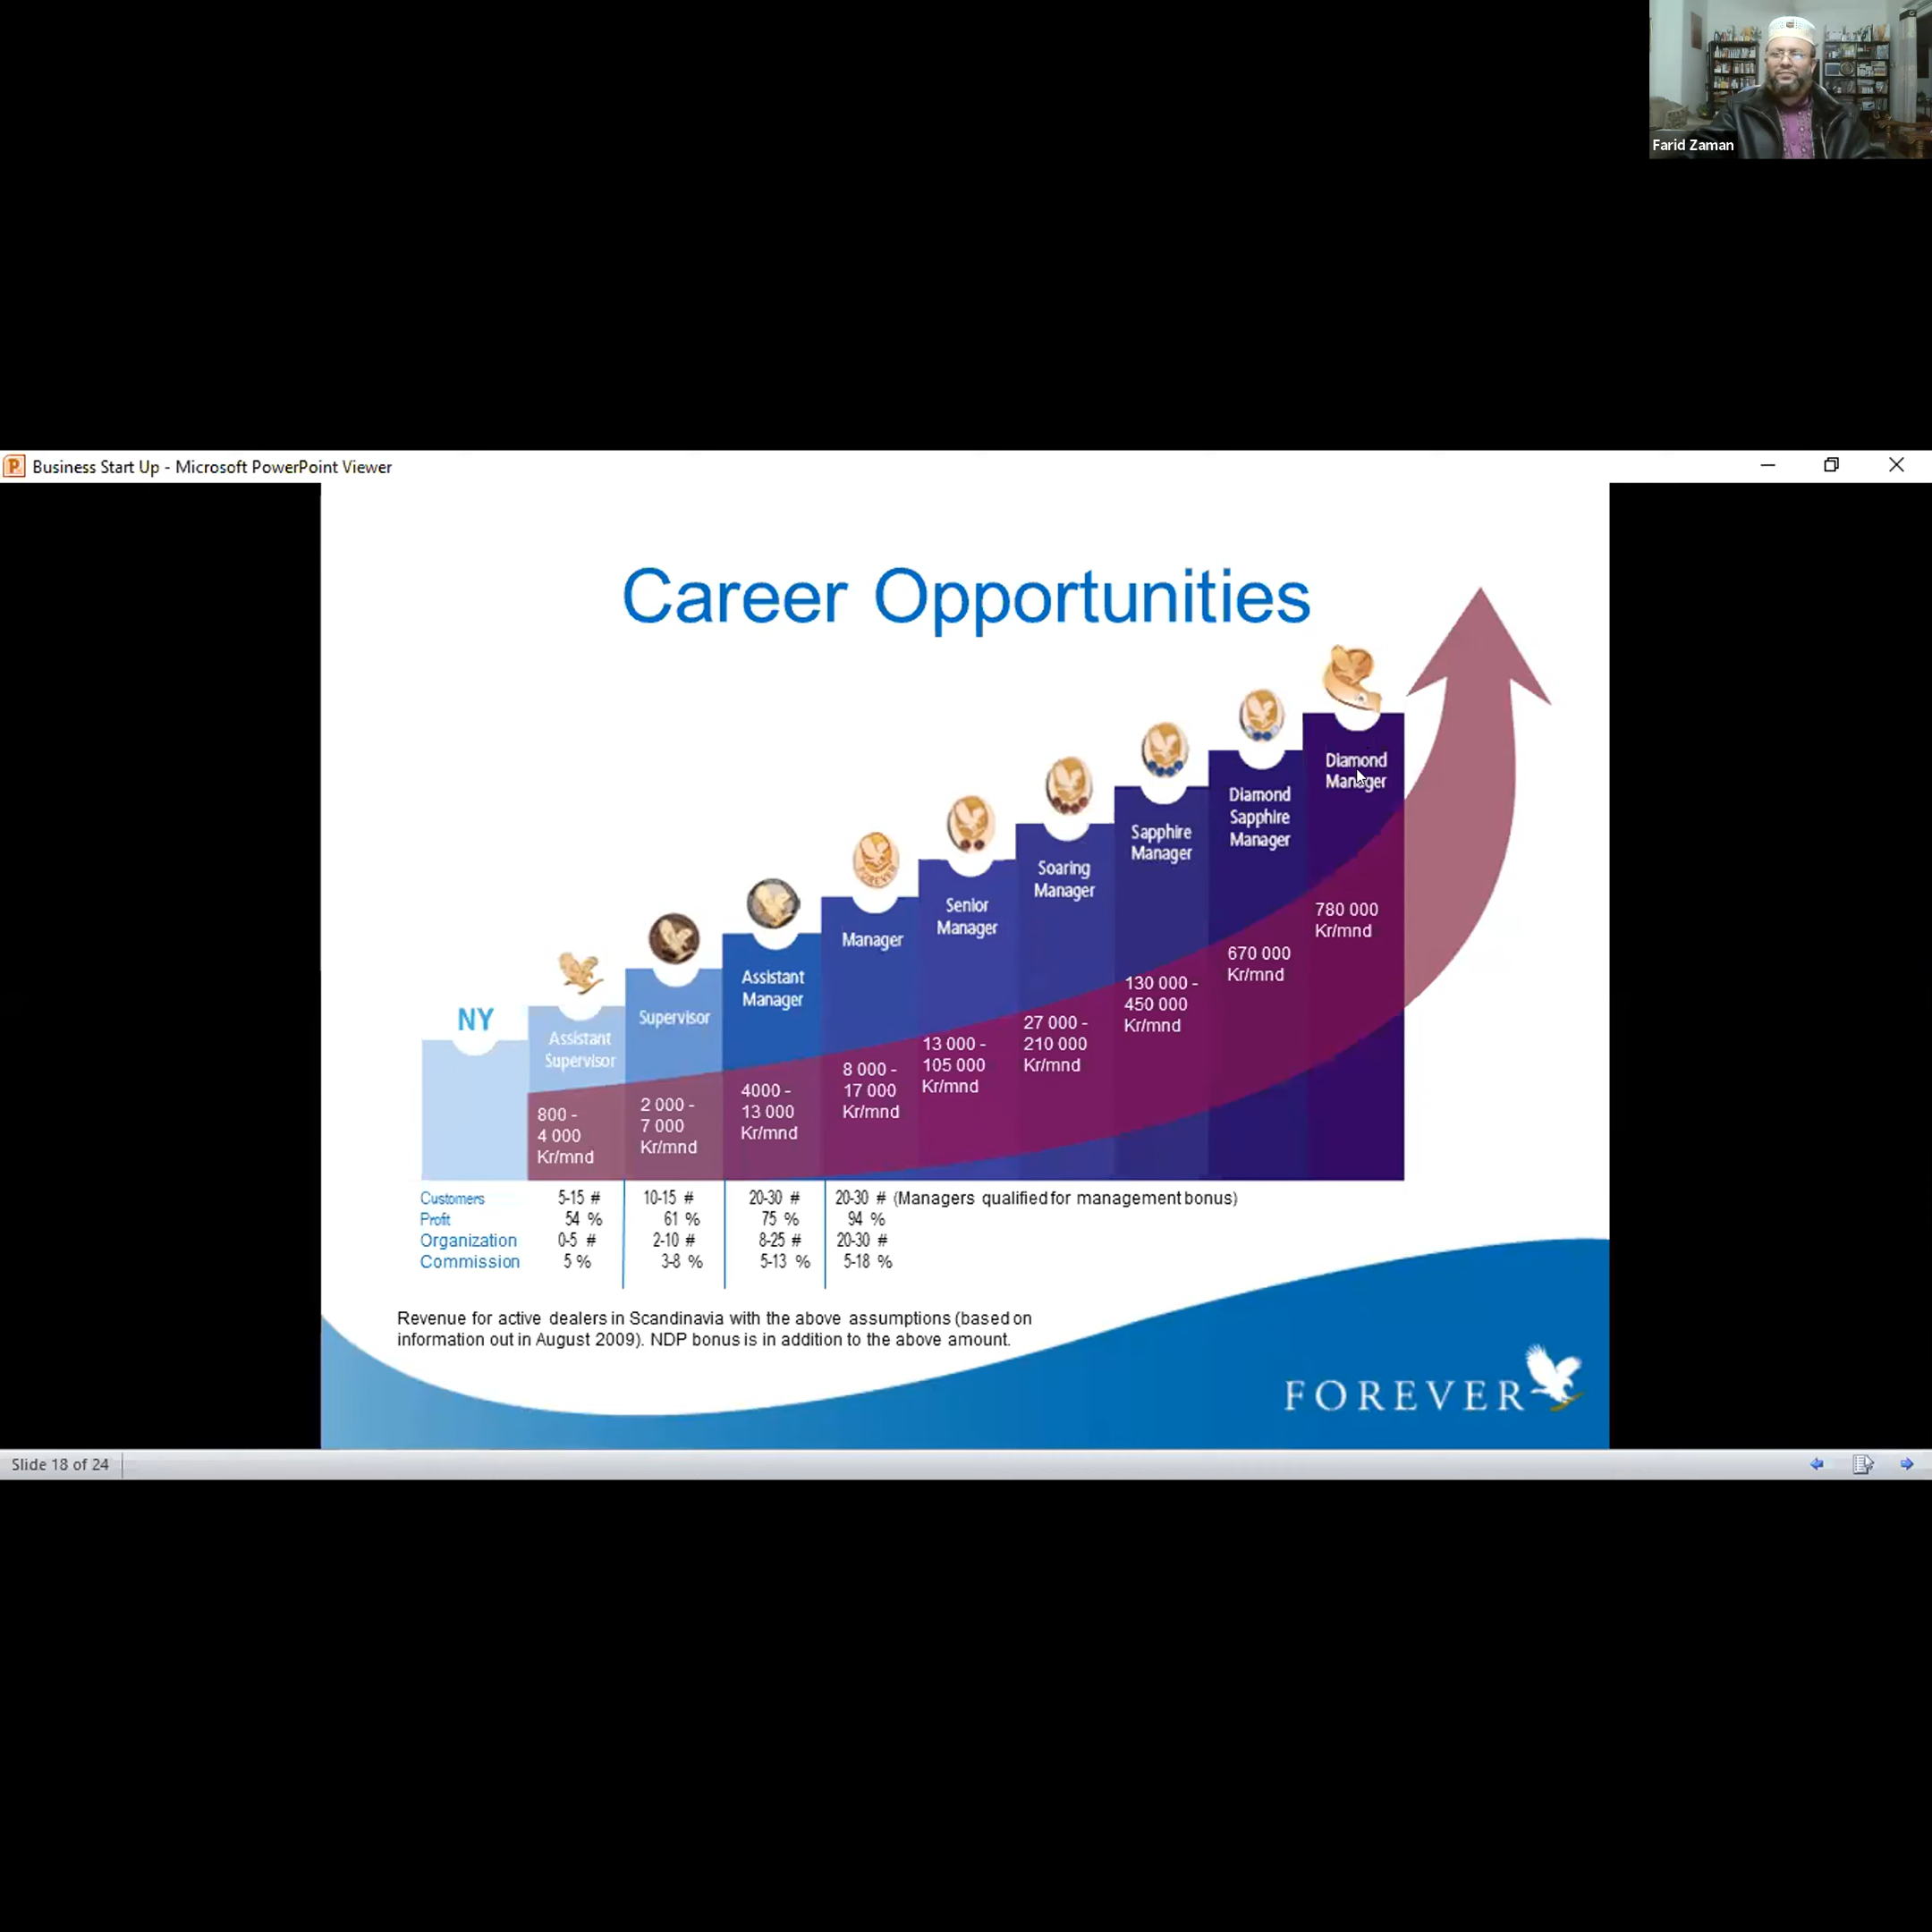 Farid Zaman
Business Start Up - Microsoft PowerPoint Viewer
Career Opportunities
NY
Assistant
Supervisor
800 -
4 000
Kr/mnd
Supervisor
2 000 -
7 000
Kr/mnd
Assistant
Manager
4000 -
13 000
Kr/mnd
Manager
8 000 -
17 000
Kr/mnd
Senior
Manager
13 000 -
105 000
Kr/mnd
Soaring
Manager
27 000 -
210 000
Kr/mnd
Sapphire
Manager
130 000 -
450 000
Kr/mnd
Diamond
Sapphire
Manager
670 000
Kr/mnd
Diamond
Manager
780 000
Kr/mnd
Customers 5-15 # 10-15 # 20-30 # 20-30 # (Managers qualified for management bonus)
Profit 54 % 61 % 75 % 94 %
Organization 0-5 # 2-10 # 8-25 # 20-30 #
Commission 5 % 3-8 % 5-13 % 5-18 %
Revenue for active dealers in Scandinavia with the above assumptions (based on
information out in August 2009). NDP bonus is in addition to the above amount.
FOREVER
Slide 18 of 24